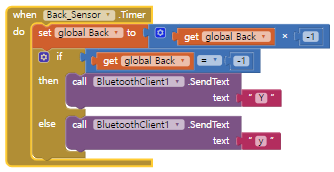 when Back_Sensor .Timer
do set global Back to get global Back × -1
if get global Back = -1
then call BluetoothClient1 .SendText
text " Y "
else call BluetoothClient1 .SendText
text " y "